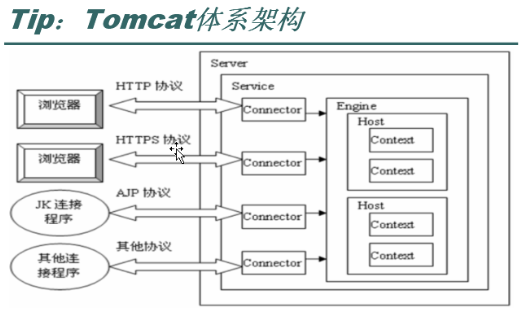 Tip：Tomcat体系架构
Server
Service
浏览器
HTTP 协议
Connector
Engine
Host
Context
Context
浏览器
HTTPS 协议
Connector
JK 连接
程序
AJP 协议
Connector
Host
Context
Context
其他连
接程序
其他协议
Connector